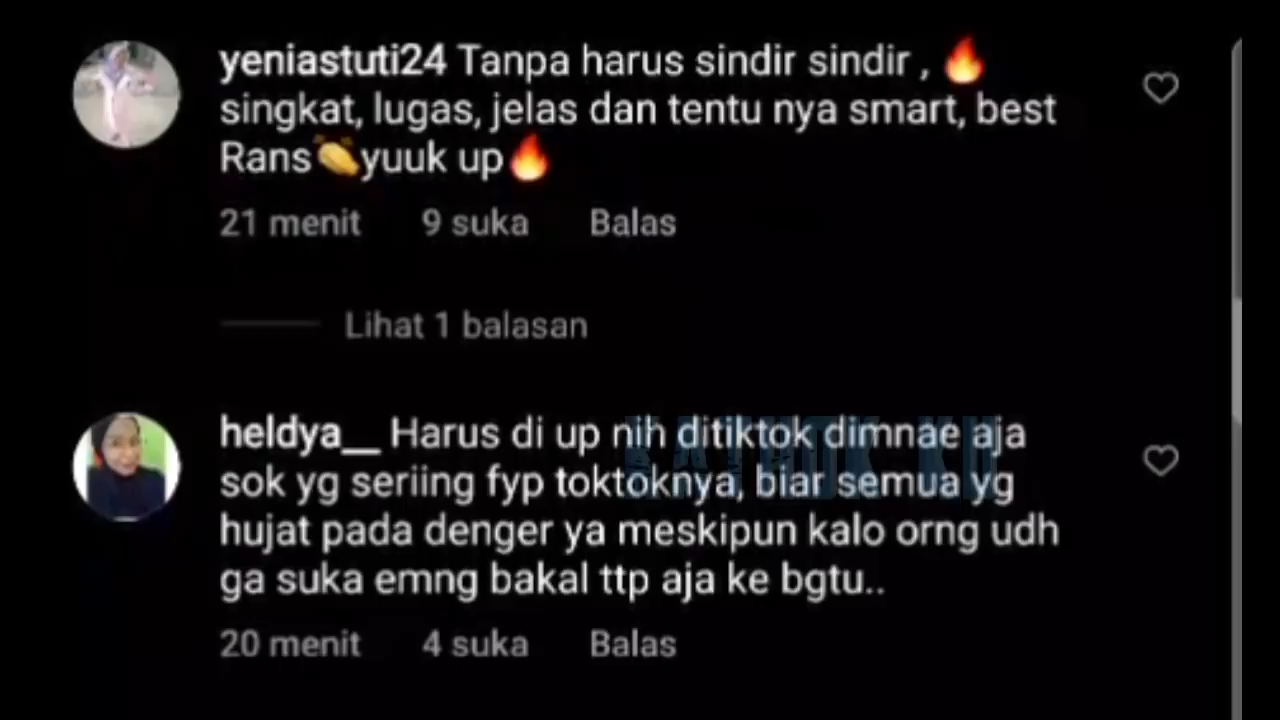 yeniastuti24 Tanpa harus sindir sindir , 🔥
singkat, lugas, jelas dan tentu nya smart, best
Rans👏yuuk up🔥
21 menit 9 suka Balas
Lihat 1 balasan
heldya__ Harus di up nih ditiktok dimnae aja
sok yg seriing fyp toktoknya, biar semua yg
hujat pada denger ya meskipun kalo orng udh
ga suka emng bakal ttp aja ke bgtu..
20 menit 4 suka Balas